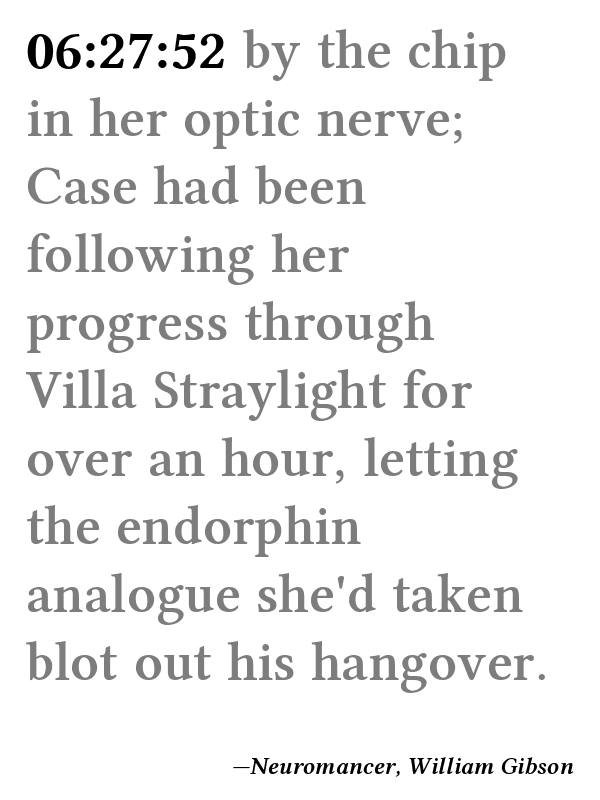 06:27:52 by the chip
in her optic nerve;
Case had been
following her
progress through
Villa Straylight for
over an hour, letting
the endorphin
analogue she'd taken
blot out his hangover.
—Neuromancer, William Gibson